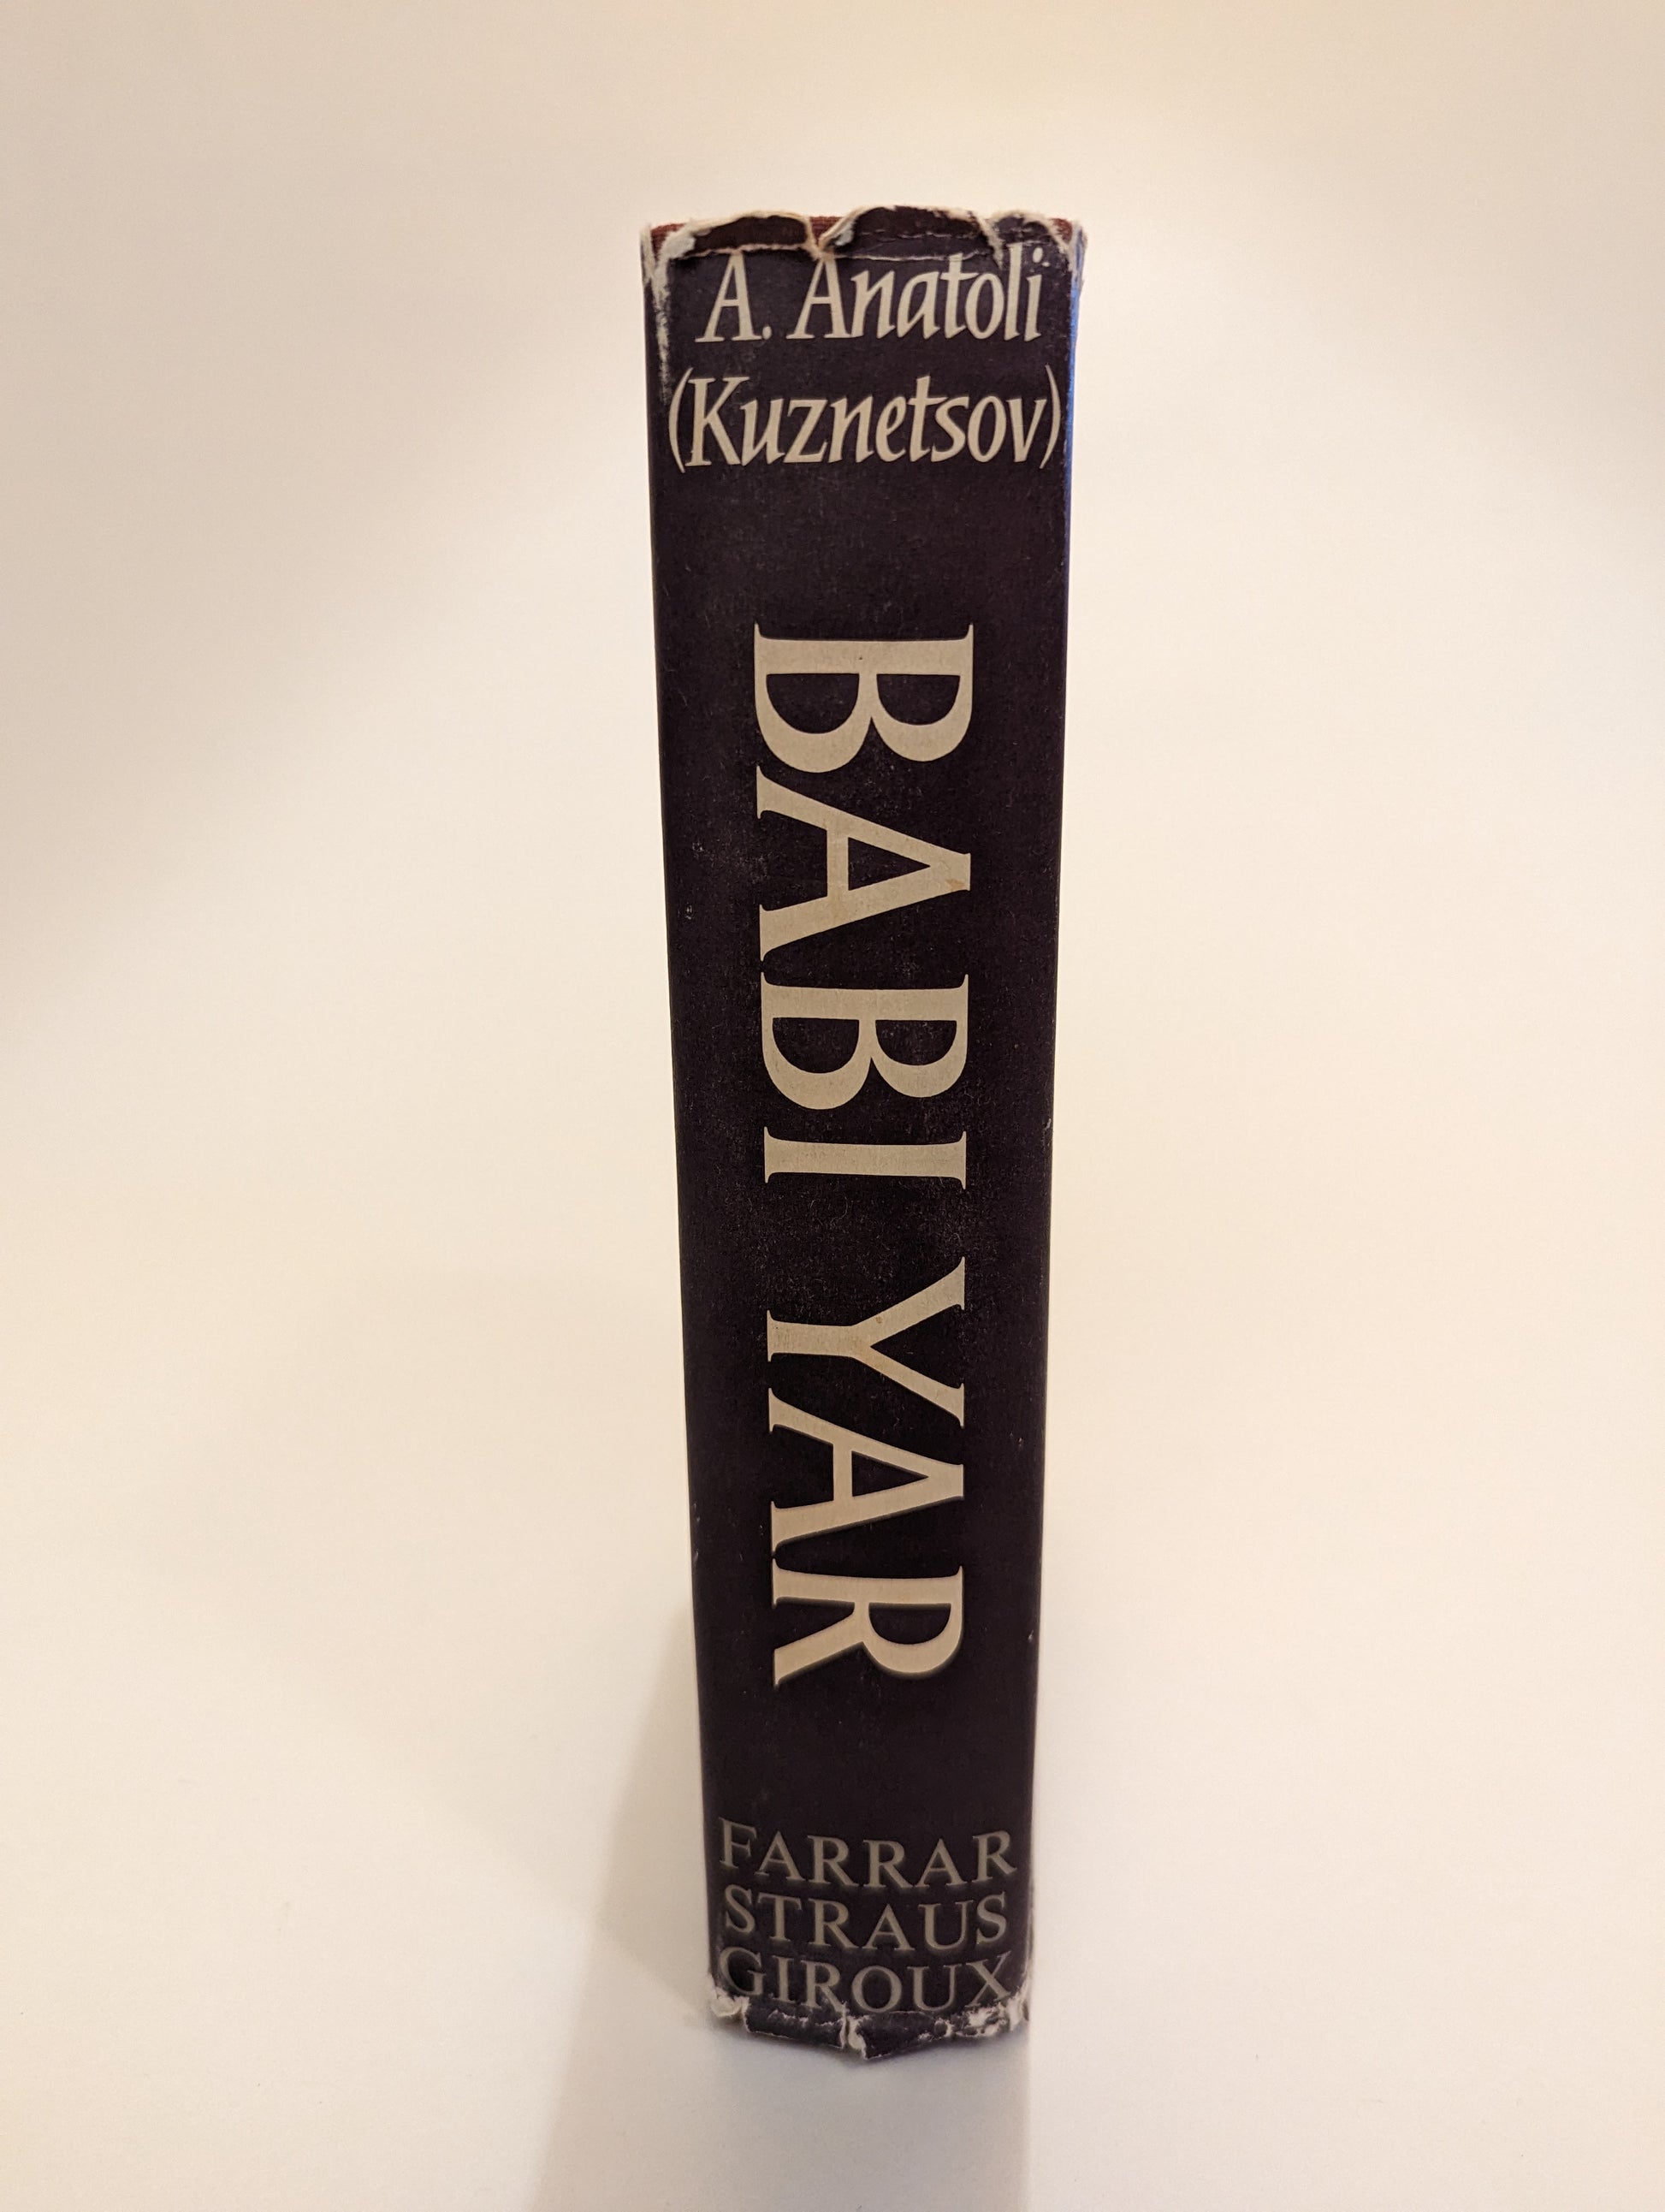 A. Anatoli
(Kuznetsov)
BABI YAR
FARRAR
STRAUS
GIROUX